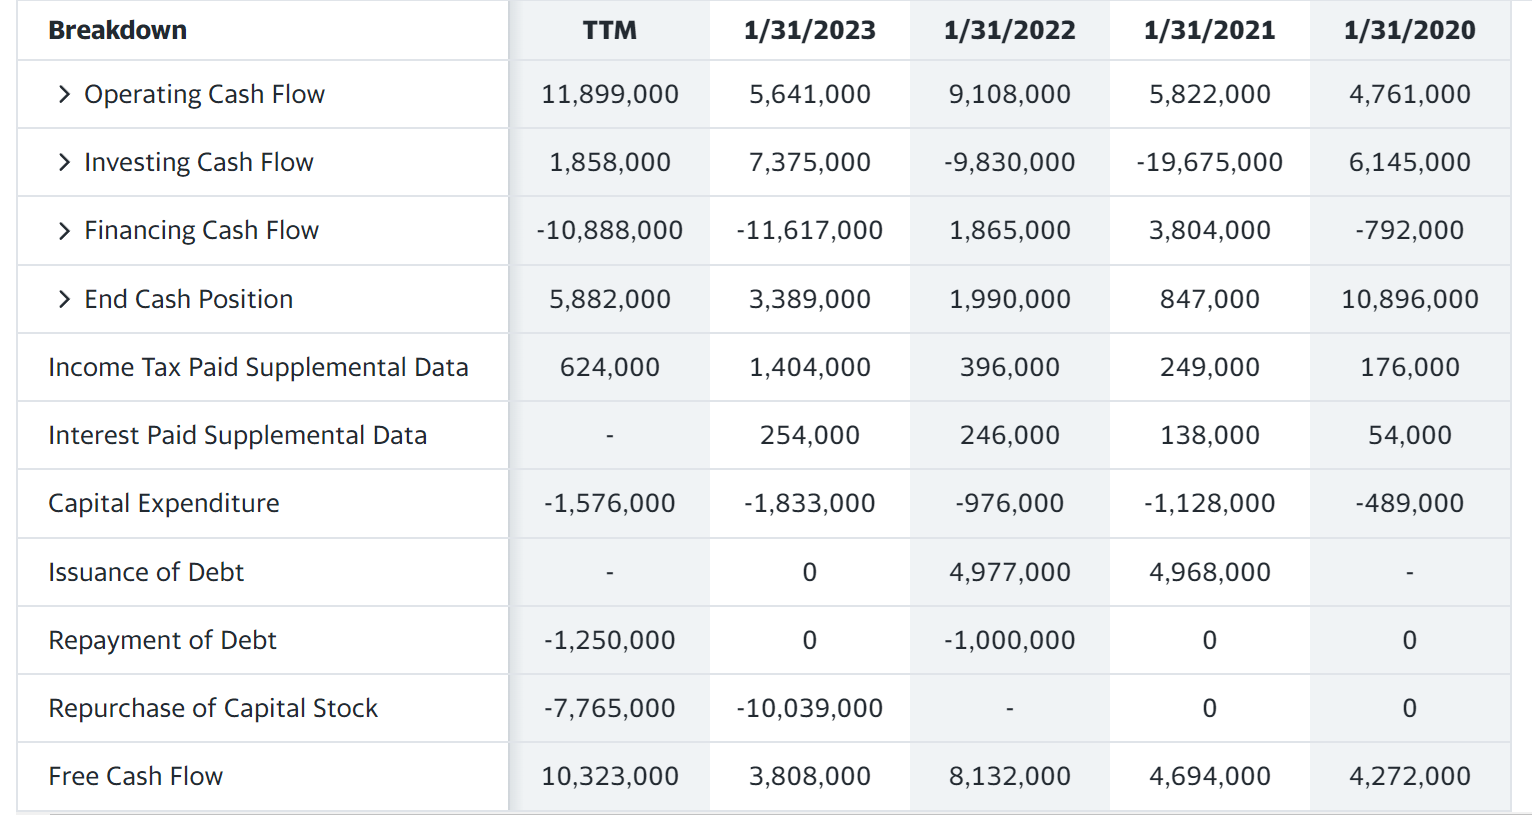 Breakdown TTM 1/31/2023 1/31/2022 1/31/2021 1/31/2020
Operating Cash Flow 11,899,000 5,641,000 9,108,000 5,822,000 4,761,000
Investing Cash Flow 1,858,000 7,375,000 -9,830,000 -19,675,000 6,145,000
Financing Cash Flow -10,888,000 -11,617,000 1,865,000 3,804,000 -792,000
End Cash Position 5,882,000 3,389,000 1,990,000 847,000 10,896,000
Income Tax Paid Supplemental Data 624,000 1,404,000 396,000 249,000 176,000
Interest Paid Supplemental Data - 254,000 246,000 138,000 54,000
Capital Expenditure -1,576,000 -1,833,000 -976,000 -1,128,000 -489,000
Issuance of Debt - 0 4,977,000 4,968,000 -
Repayment of Debt -1,250,000 0 -1,000,000 0 0
Repurchase of Capital Stock -7,765,000 -10,039,000 - 0 0
Free Cash Flow 10,323,000 3,808,000 8,132,000 4,694,000 4,272,000